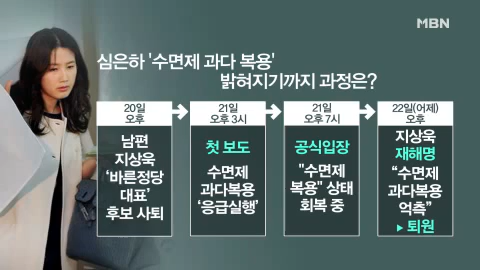 MBN
심은하 '수면제 과다 복용'
밝혀지기까지 과정은?
20일
오후
남편
지상욱
‘바른정당
대표’
후보 사퇴
21일
오후 3시
첫 보도
수면제
과다복용
‘응급실행’
21일
오후 7시
공식입장
"수면제
복용" 상태
회복 중
22일(어제)
오후
지상욱
재해명
“수면제
과다복용
억측”
▶ 퇴원